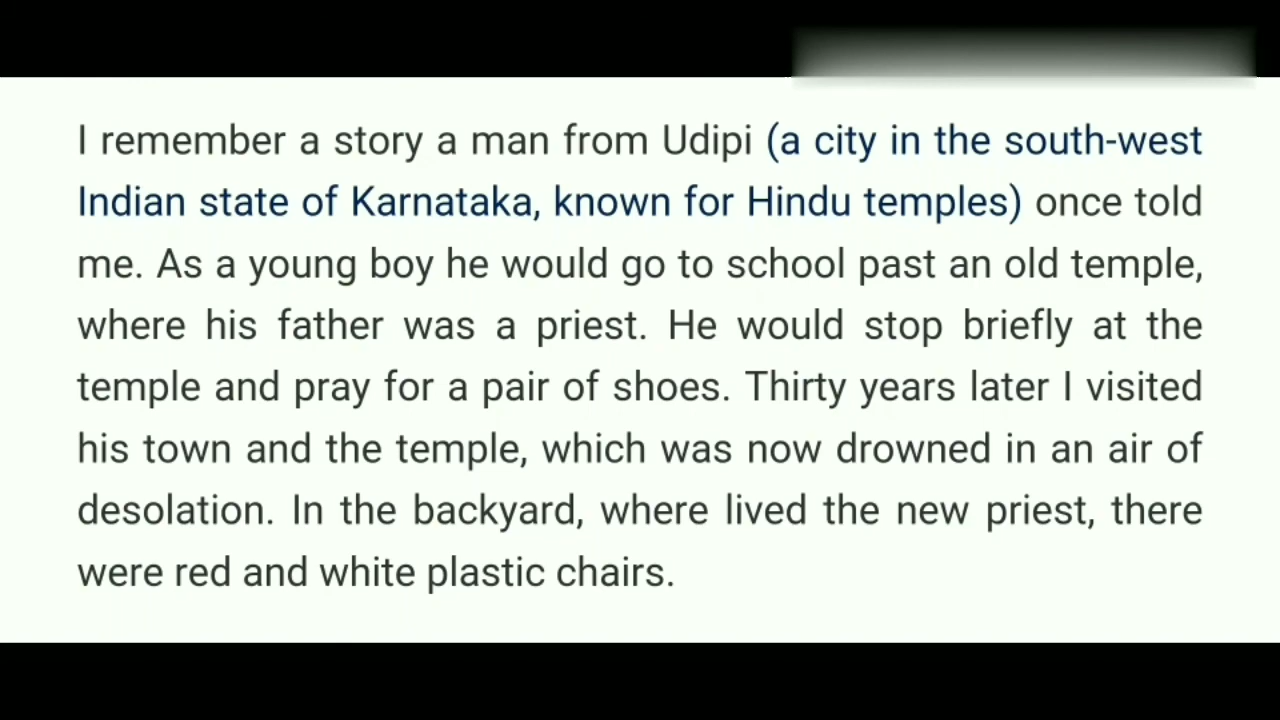 I remember a story a man from Udipi (a city in the south-west
Indian state of Karnataka, known for Hindu temples) once told
me. As a young boy he would go to school past an old temple,
where his father was a priest. He would stop briefly at the
temple and pray for a pair of shoes. Thirty years later I visited
his town and the temple, which was now drowned in an air of
desolation. In the backyard, where lived the new priest, there
were red and white plastic chairs.